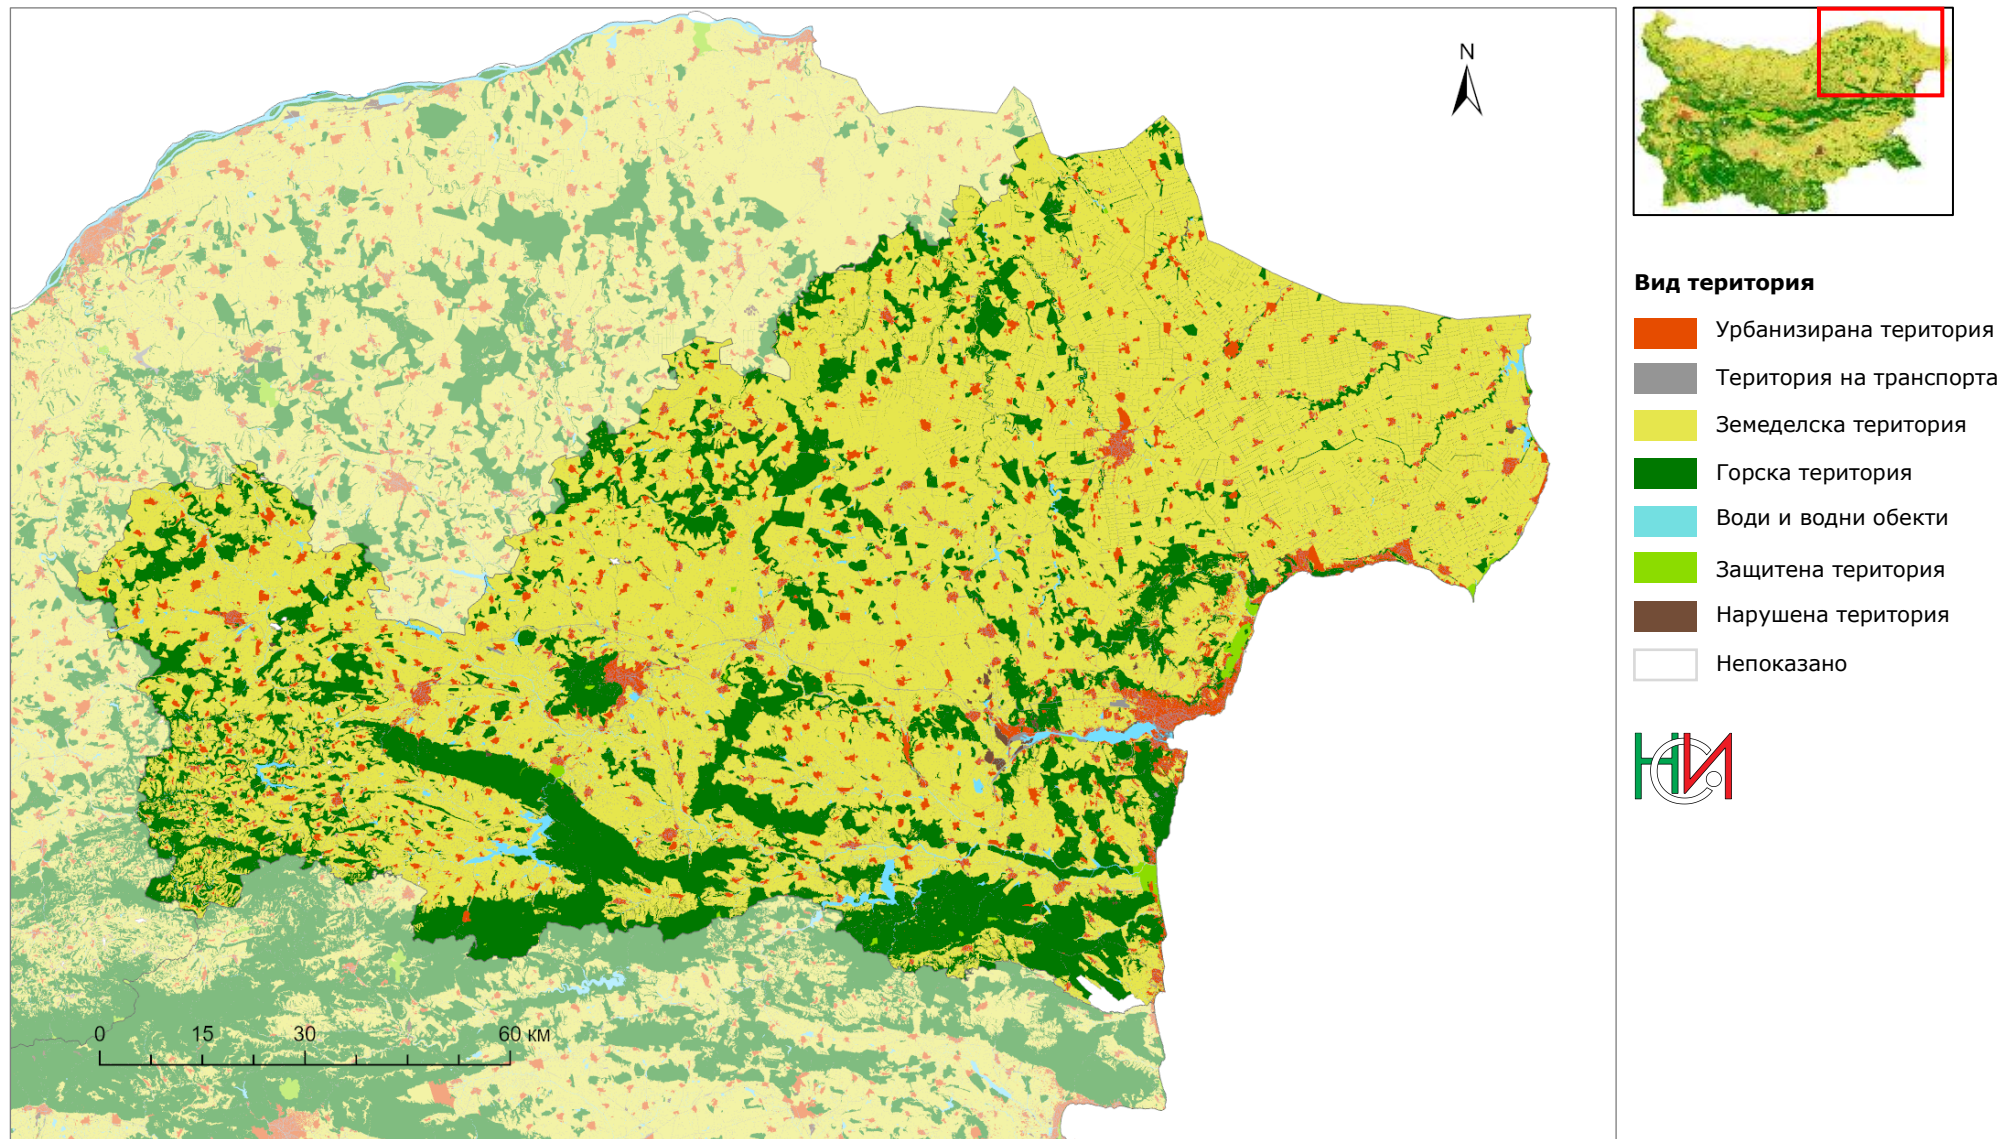 N
Вид територия
Урбанизирана територия
Територия на транспорта
Земеделска територия
Горска територия
Води и водни обекти
Защитена територия
Нарушена територия
Непоказано
НСИ
0 15 30 60 км